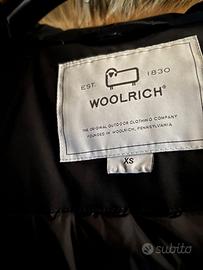 EST. 1830
WOOLRICH®
THE ORIGINAL OUTDOOR CLOTHING COMPANY
FOUNDED IN WOOLRICH, PENNSYLVANIA
XS
subito